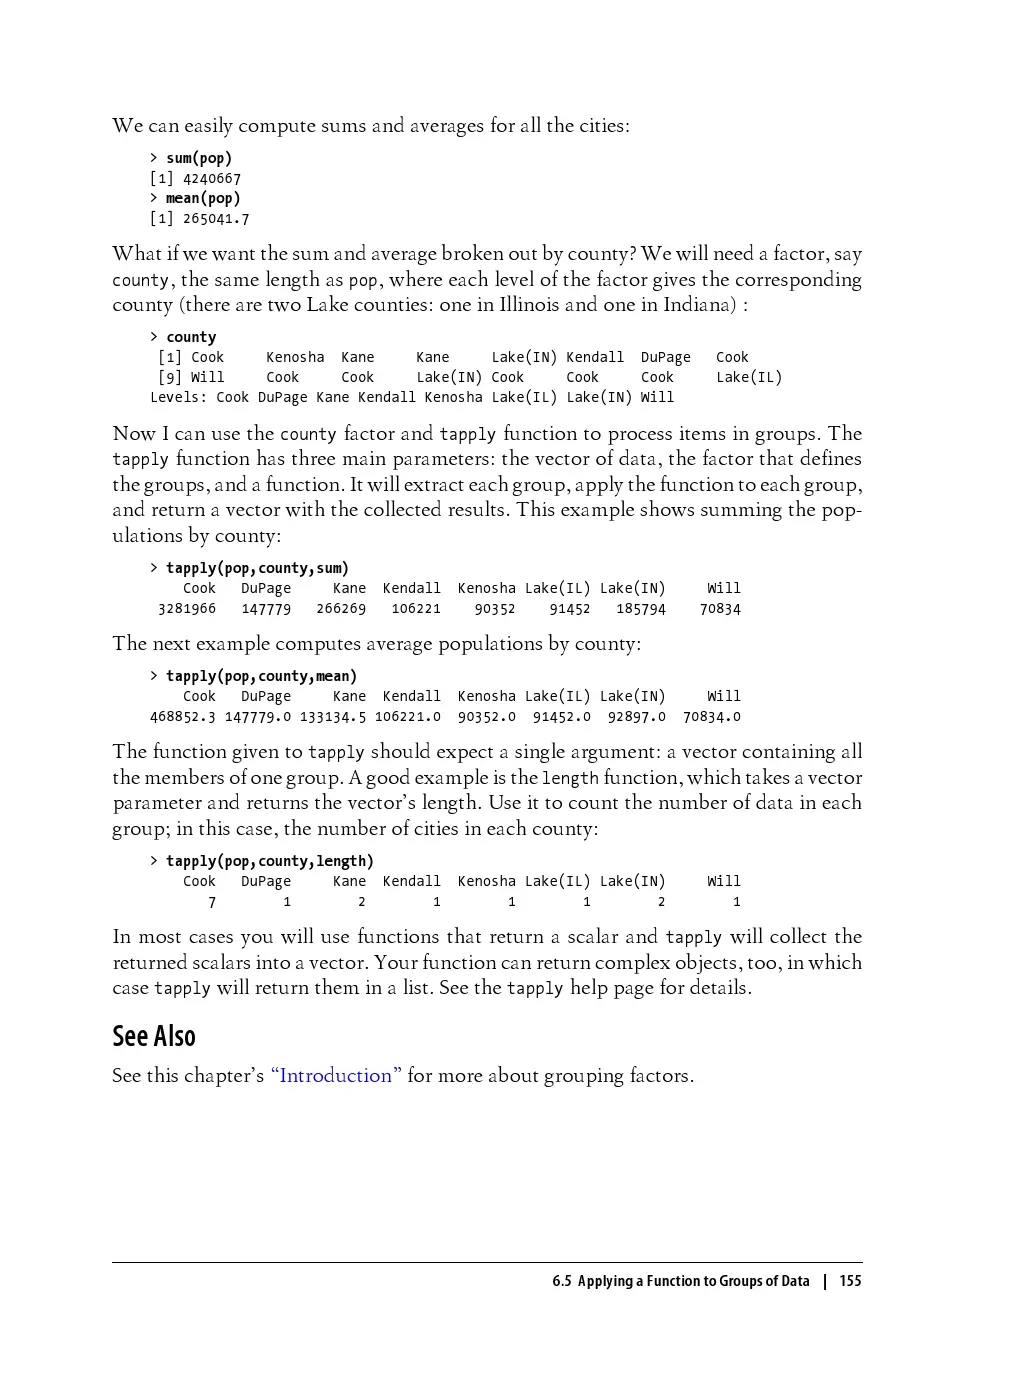 We can easily compute sums and averages for all the cities:
> sum(pop)
[1] 4240667
> mean(pop)
[1] 265041.7
What if we want the sum and average broken out by county? We will need a factor, say
county, the same length as pop, where each level of the factor gives the corresponding
county (there are two Lake counties: one in Illinois and one in Indiana) :
> county
[1] Cook Kenosha Kane Kane Lake(IN) Kendall DuPage Cook
[9] Will Cook Cook Lake(IN) Cook Cook Cook Lake(IL)
Levels: Cook DuPage Kane Kendall Kenosha Lake(IL) Lake(IN) Will
Now I can use the county factor and tapply function to process items in groups. The
tapply function has three main parameters: the vector of data, the factor that defines
the groups, and a function. It will extract each group, apply the function to each group,
and return a vector with the collected results. This example shows summing the pop-
ulations by county:
> tapply(pop,county,sum)
Cook DuPage Kane Kendall Kenosha Lake(IL) Lake(IN) Will
3281966 147779 266269 106221 90352 91452 185794 70834
The next example computes average populations by county:
> tapply(pop,county,mean)
Cook DuPage Kane Kendall Kenosha Lake(IL) Lake(IN) Will
468852.3 147779.0 133134.5 106221.0 90352.0 91452.0 92897.0 70834.0
The function given to tapply should expect a single argument: a vector containing all
the members of one group. A good example is the length function, which takes a vector
parameter and returns the vector’s length. Use it to count the number of data in each
group; in this case, the number of cities in each county:
> tapply(pop,county,length)
Cook DuPage Kane Kendall Kenosha Lake(IL) Lake(IN) Will
7 1 2 1 1 1 2 1
In most cases you will use functions that return a scalar and tapply will collect the
returned scalars into a vector. Your function can return complex objects, too, in which
case tapply will return them in a list. See the tapply help page for details.
See Also
See this chapter’s “Introduction” for more about grouping factors.
6.5 Applying a Function to Groups of Data | 155